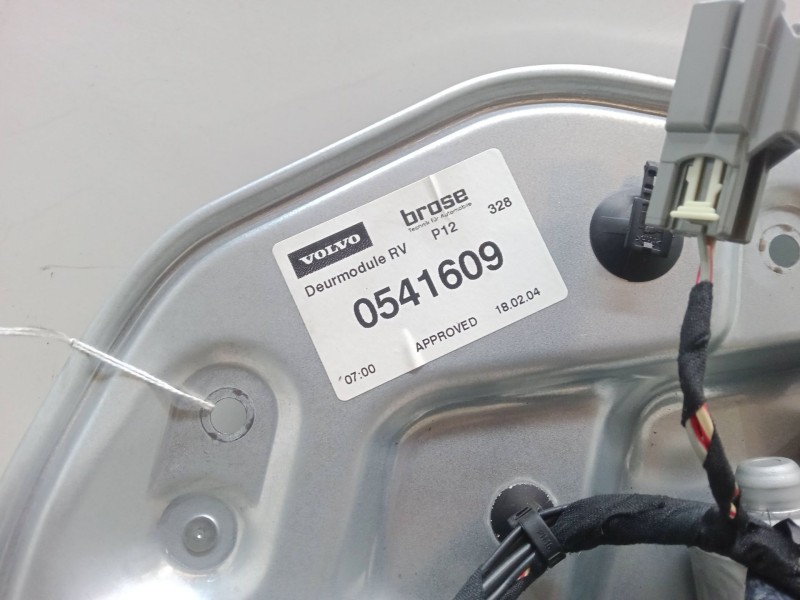 VOLVO
brose
Technik für Automobile
Deurmodule RV P12 328
0541609
07:00 APPROVED 18.02.04